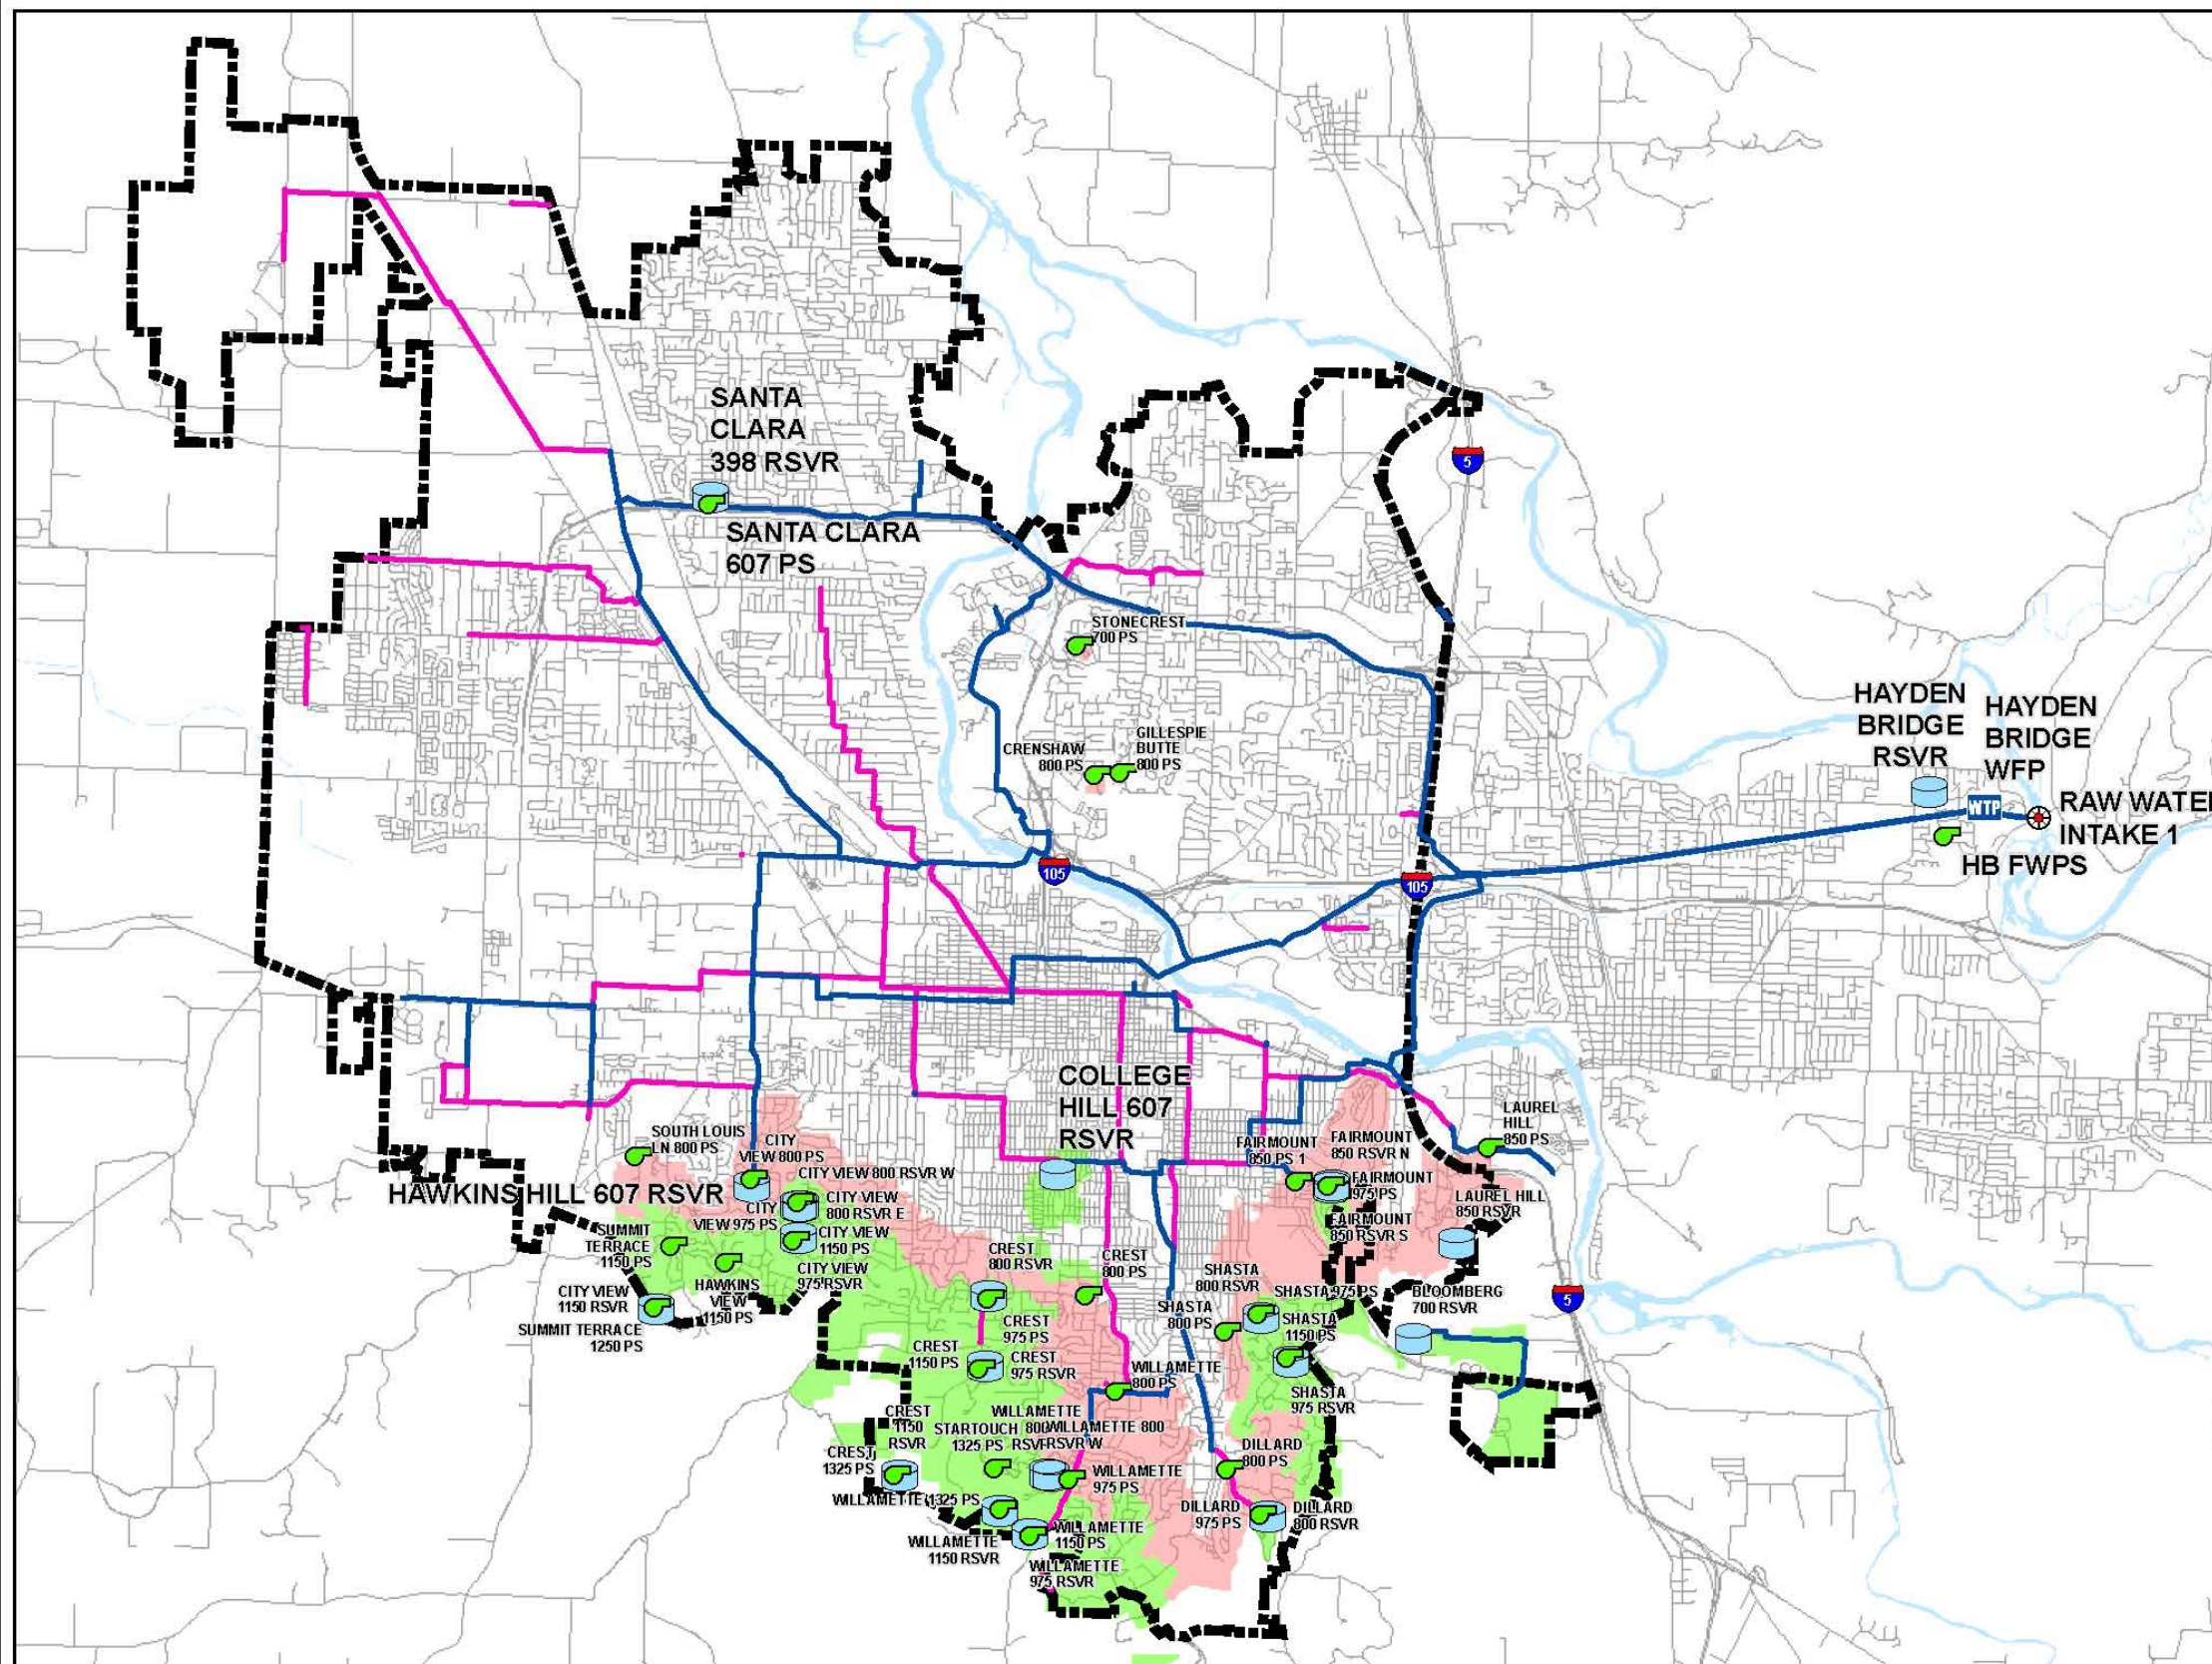 SANTA
CLARA
398 RSVR
5
SANTA CLARA
607 PS
STONECREST
700 PS
HAYDEN
BRIDGE
RSVR
HAYDEN
BRIDGE
WFP
GILLESPIE
BUTTE
800 PS
CRENSHAW
800 PS
WTP
RAW WATE
INTAKE 1
HB FWPS
105
105
COLLEGE
HILL 607
RSVR
LAUREL
HILL
850 PS
SOUTH LOUIS
LN 800 PS
CITY
VIEW 800 PS
FAIRMOUNT
850 PS 1
FAIRMOUNT
850 RSVR N
CITY VIEW 800 RSVR W
FAIRMOUNT
975 PS
HAWKINS HILL 607 RSVR
CITY VIEW
800 RSVR E
LAUREL HILL
850 RSVR
CITY
VIEW 975 PS
FAIRMOUNT
850 RSVR S
SUMMIT
TERRACE
1150 PS
CITY VIEW
1150 PS
CREST
800 RSVR
CREST
800 PS
CITY VIEW
975 RSVR
SHASTA
800 RSVR
HAWKINS
VIEW
1150 PS
CITY VIEW
1150 RSVR
SHASTA 975 PS
BLOOMBERG
700 RSVR
5
SHASTA
800 PS
SUMMIT TERRACE
1250 PS
CREST
975 PS
SHASTA
1150 PS
CREST
1150 PS
CREST
975 RSVR
WILLAMETTE
800 PS
SHASTA
975 RSVR
CREST
1150
RSVR
STARTOUCH
1325 PS
WILLAMETTE
800
RSVR
WILLAMETTE 800
RSVR W
CREST
1325 PS
DILLARD
800 PS
WILLAMETTE
975 PS
WILLAMETTE 1325 PS
DILLARD
975 PS
DILLARD
800 RSVR
WILLAMETTE
1150 RSVR
WILLAMETTE
1150 PS
WILLAMETTE
975 RSVR